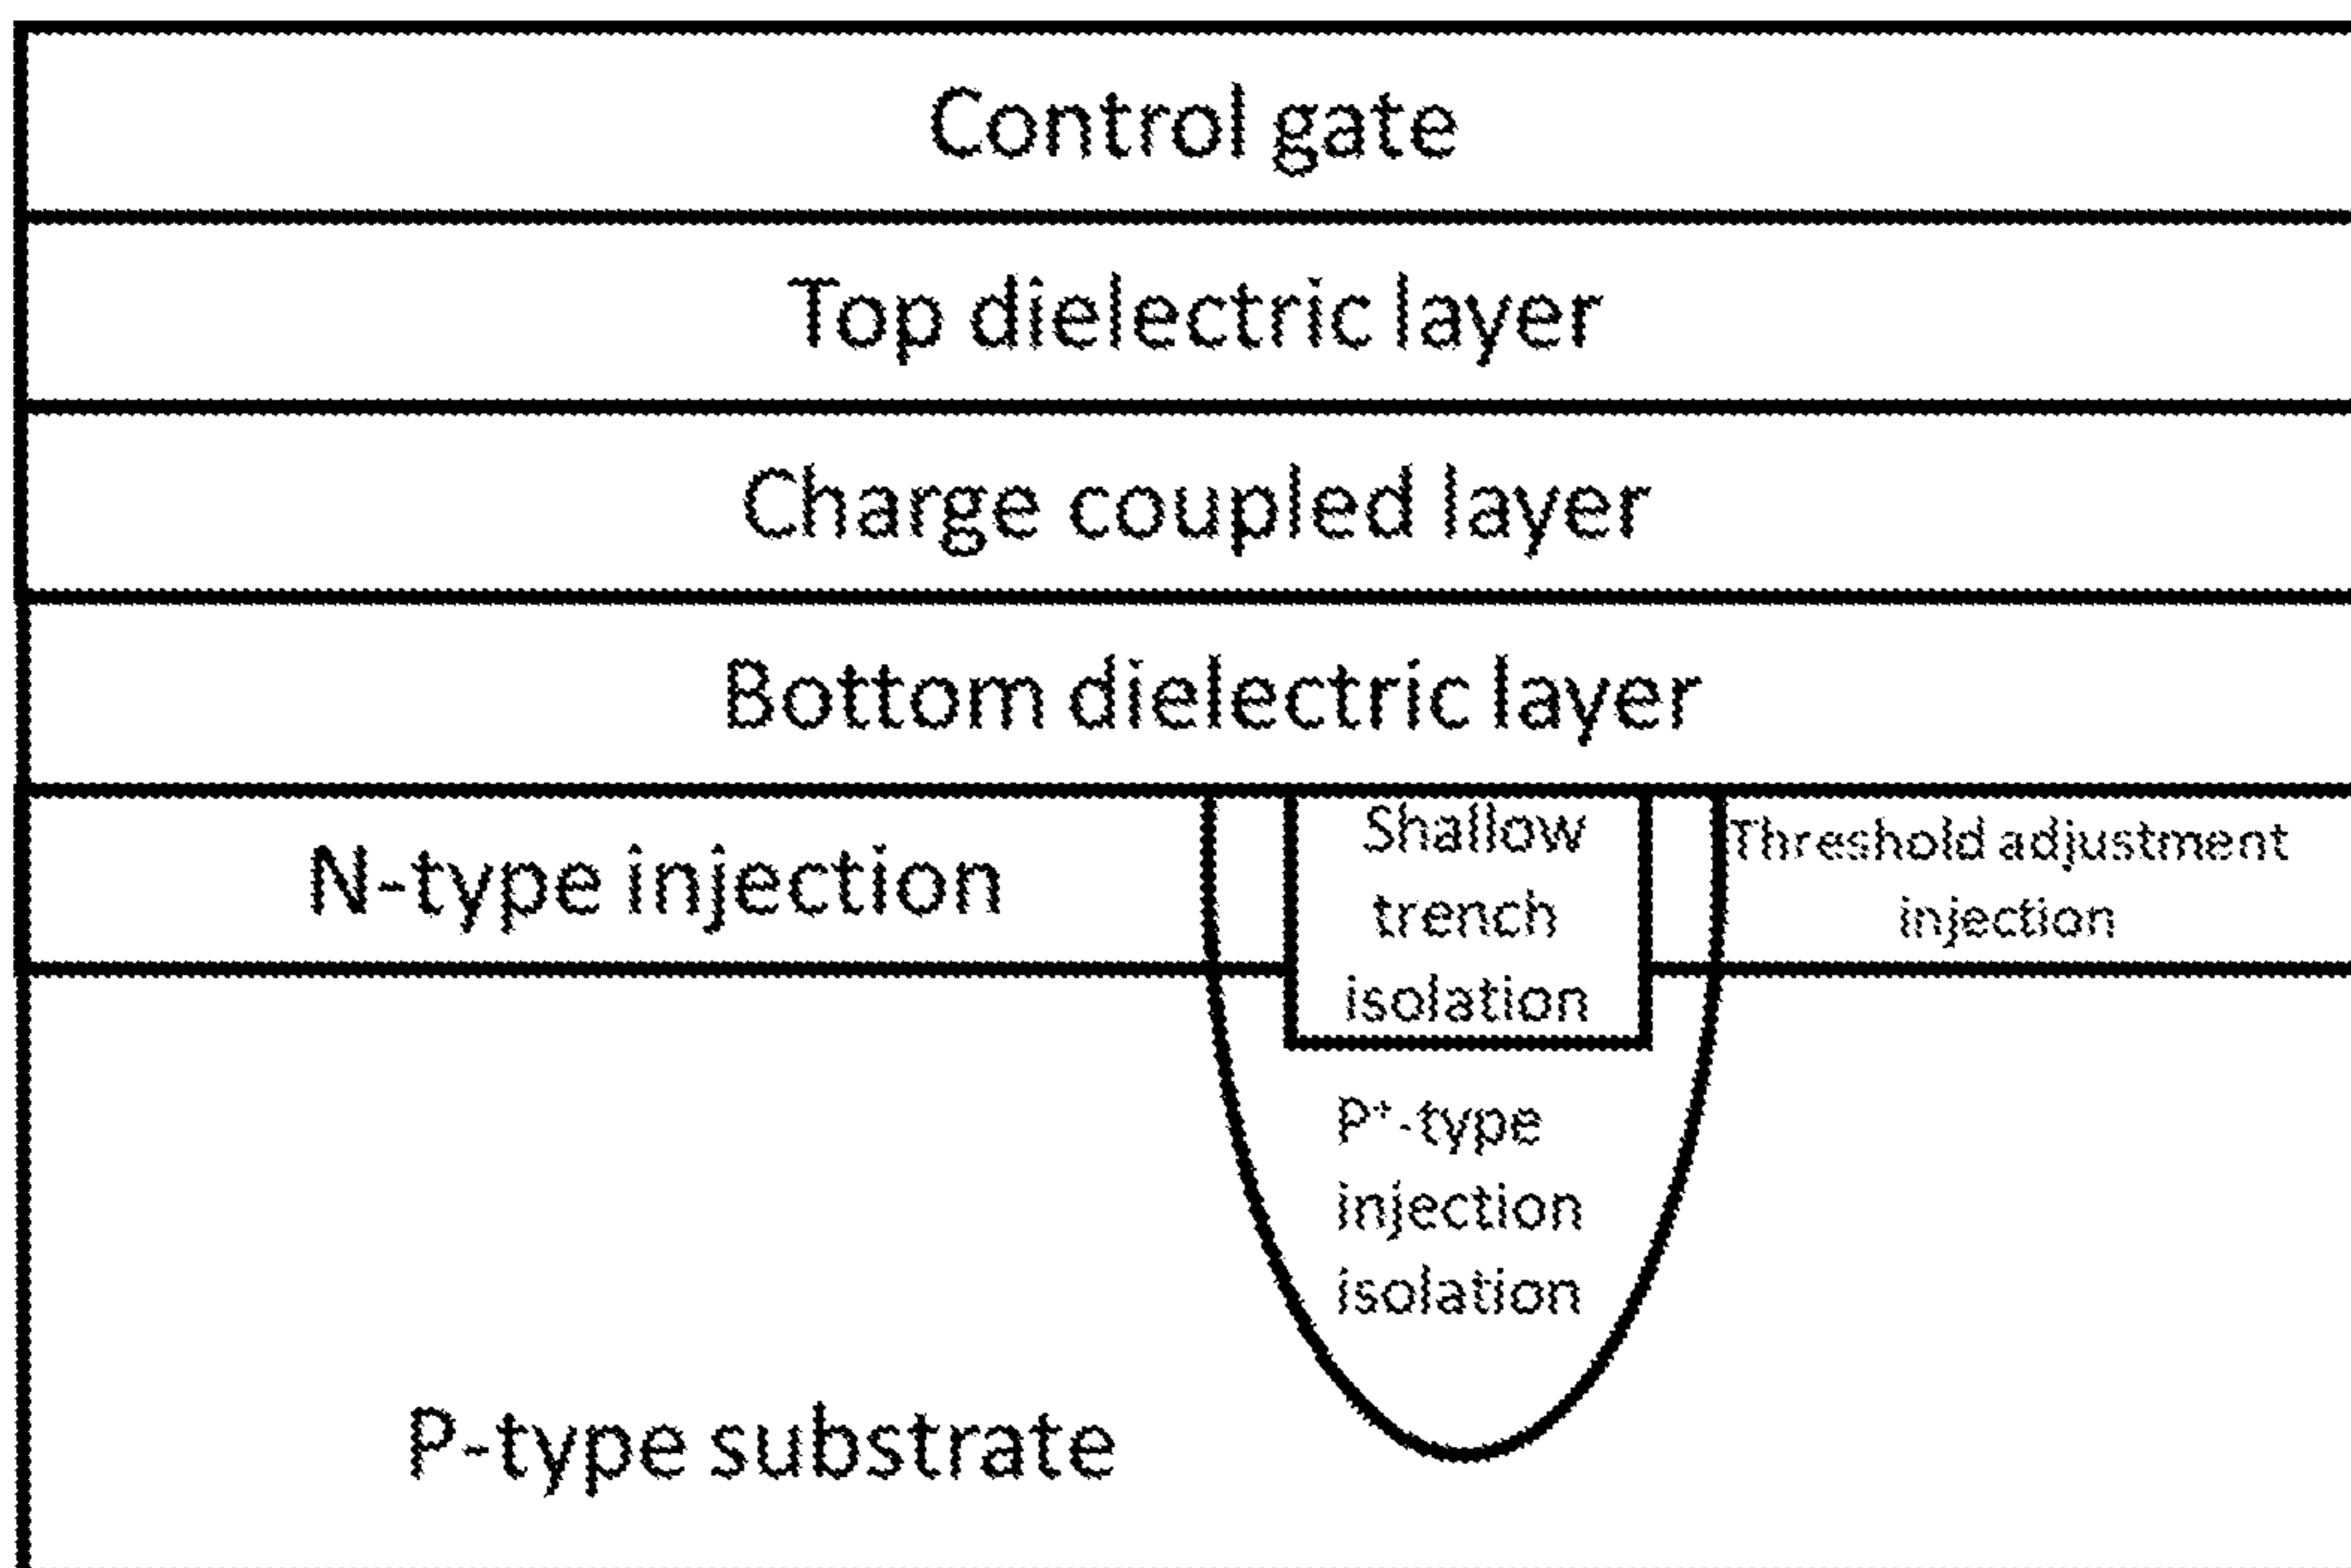 Control gate
Top dielectric layer
Charge coupled layer
Bottom dielectric layer
N-type injection
Shallow
trench
isolation
Threshold adjustment
injection
P⁺-type
injection
isolation
P-type substrate